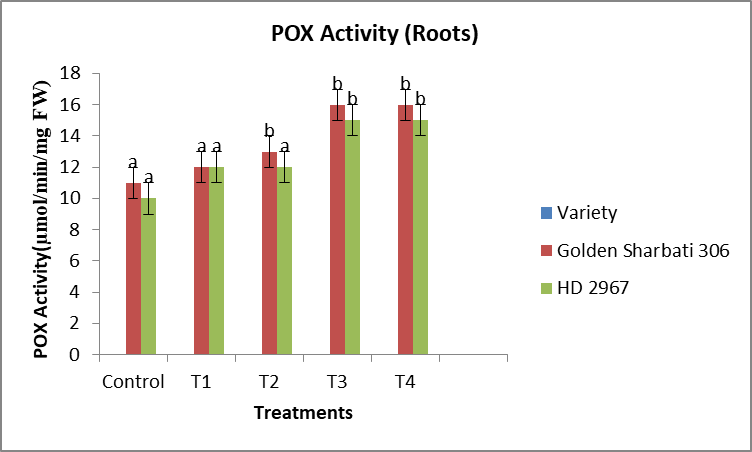 POX Activity (Roots)
POX Activity(µmol/min/mg FW)
18
16
14
12
10
8
6
4
2
0
a a
a a
b a
b b
b b
Control T1 T2 T3 T4
Treatments
Variety
Golden Sharbati 306
HD 2967